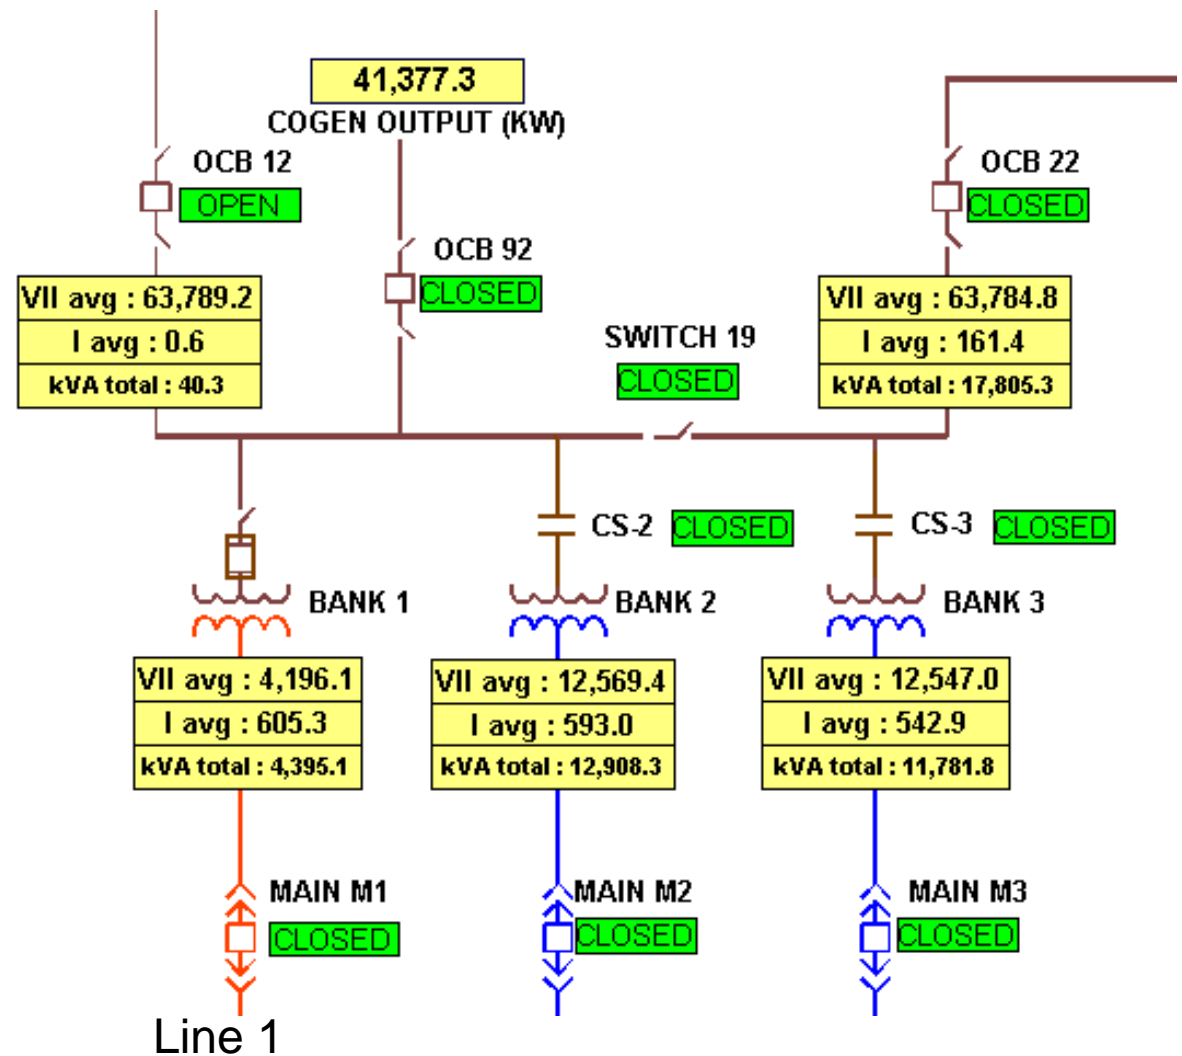 41,377.3
COGEN OUTPUT (KW)
OCB 12
OPEN
OCB 22
CLOSED
OCB 92
CLOSED
Vll avg : 63,789.2
I avg : 0.6
kVA total : 40.3
SWITCH 19
CLOSED
Vll avg : 63,784.8
I avg : 161.4
kVA total : 17,805.3
CS-2 CLOSED
CS-3 CLOSED
BANK 1
BANK 2
BANK 3
Vll avg : 4,196.1
I avg : 605.3
kVA total : 4,395.1
Vll avg : 12,569.4
I avg : 593.0
kVA total : 12,908.3
Vll avg : 12,547.0
I avg : 542.9
kVA total : 11,781.8
MAIN M1
CLOSED
MAIN M2
CLOSED
MAIN M3
CLOSED
Line 1